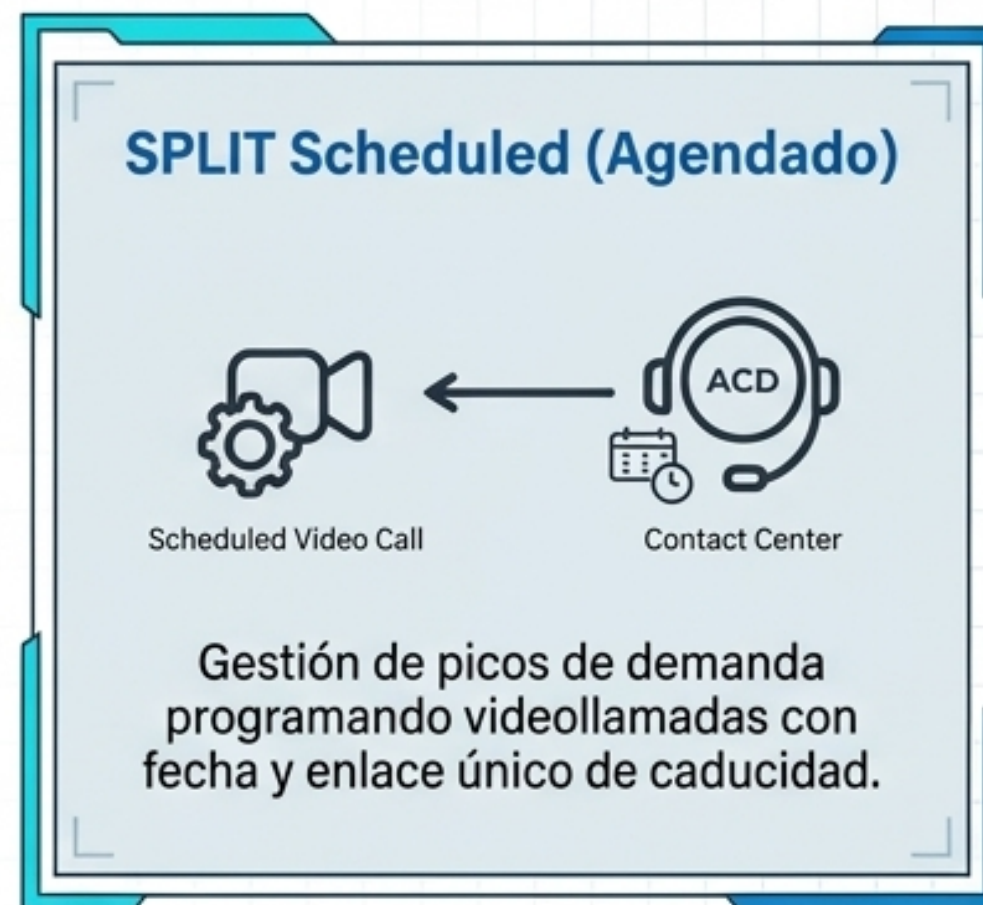 SPLIT Scheduled (Agendado)
ACD
Scheduled Video Call
Contact Center
Gestión de picos de demanda
programando videollamadas con
fecha y enlace único de caducidad.